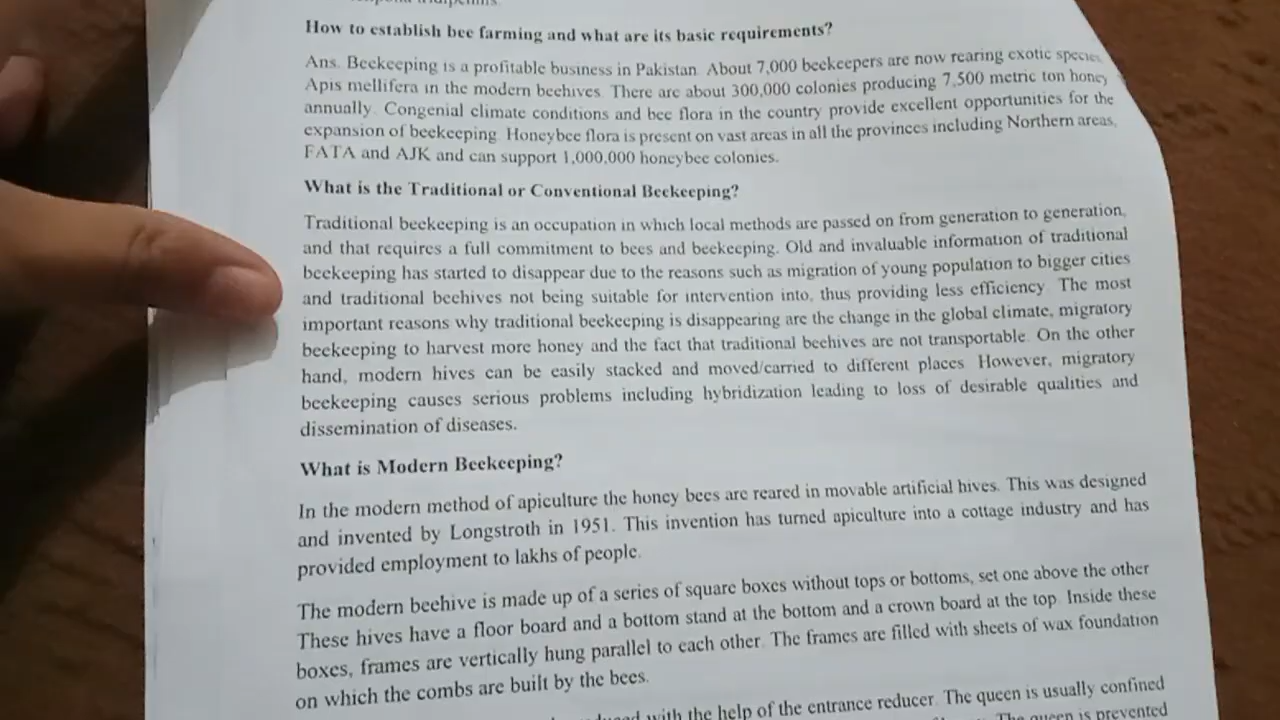 How to establish bee farming and what are its basic requirements?
Ans. Beekeeping is a profitable business in Pakistan. About 7,000 beekeepers are now rearing exotic species,
Apis mellifera in the modern beehives. There are about 300,000 colonies producing 7,500 metric ton honey
annually. Congenial climate conditions and bee flora in the country provide excellent opportunities for the
expansion of beekeeping. Honeybee flora is present on vast areas in all the provinces including Northern areas,
FATA and AJK and can support 1,000,000 honeybee colonies.
What is the Traditional or Conventional Beekeeping?
Traditional beekeeping is an occupation in which local methods are passed on from generation to generation,
and that requires a full commitment to bees and beekeeping. Old and invaluable information of traditional
beekeeping has started to disappear due to the reasons such as migration of young population to bigger cities
and traditional beehives not being suitable for intervention into, thus providing less efficiency. The most
important reasons why traditional beekeeping is disappearing are the change in the global climate, migratory
beekeeping to harvest more honey and the fact that traditional beehives are not transportable. On the other
hand, modern hives can be easily stacked and moved/carried to different places. However, migratory
beekeeping causes serious problems including hybridization leading to loss of desirable qualities and
dissemination of diseases.
What is Modern Beekeeping?
In the modern method of apiculture the honey bees are reared in movable artificial hives. This was designed
and invented by Longstroth in 1951. This invention has turned apiculture into a cottage industry and has
provided employment to lakhs of people.
The modern beehive is made up of a series of square boxes without tops or bottoms, set one above the other
These hives have a floor board and a bottom stand at the bottom and a crown board at the top. Inside these
boxes, frames are vertically hung parallel to each other. The frames are filled with sheets of wax foundation
on which the combs are built by the bees.
with the help of the entrance reducer. The queen is usually confined
The queen is prevented